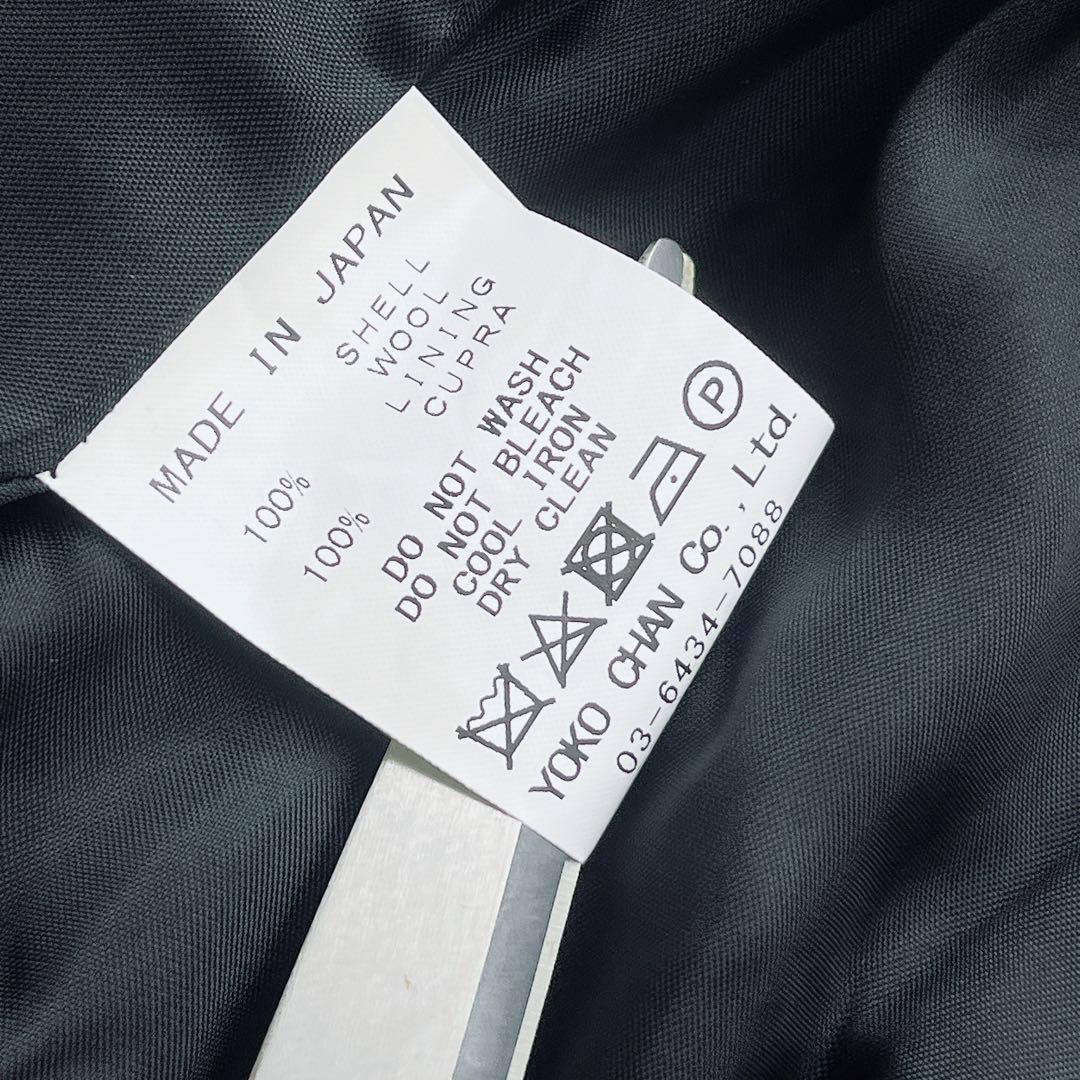 MADE IN JAPAN
SHELL
100% WOOL
LINING
100% CUPRA
DO NOT WASH
DO NOT BLEACH
COOL IRON
DRY CLEAN
P
YOKO CHAN Co., Ltd.
03-6434-7088